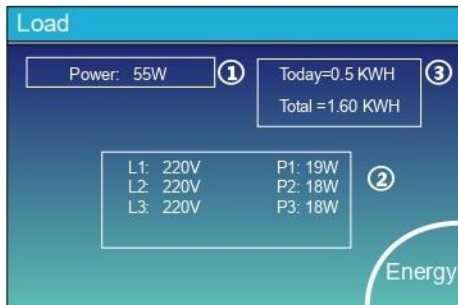 Load
Power: 55W ①
Today=0.5 KWH ③
Total =1.60 KWH
L1: 220V P1: 19W
L2: 220V P2: 18W ②
L3: 220V P3: 18W
Energy